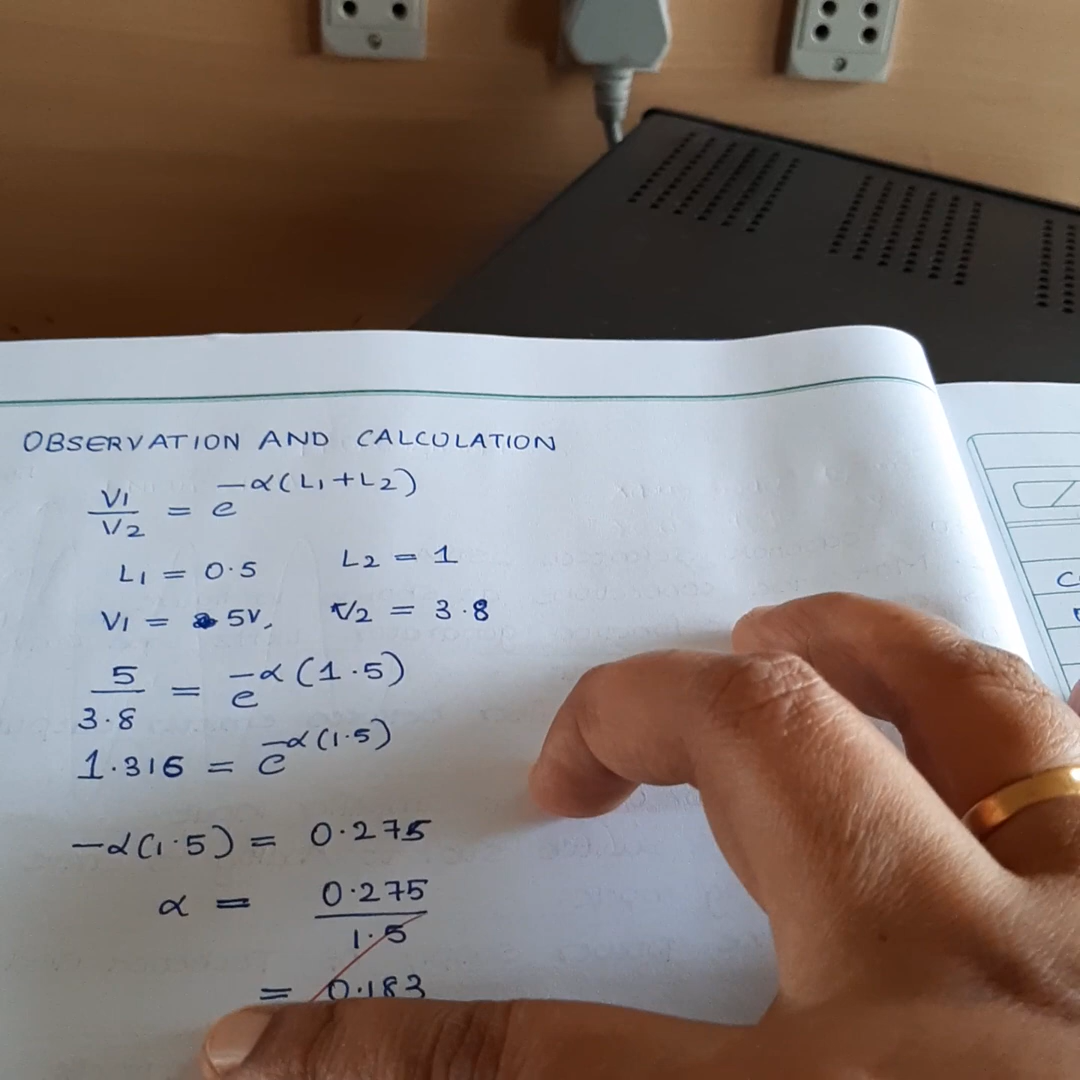 OBSERVATION AND CALCULATION
V1/V2 = e^-α(L1+L2)
L1 = 0.5 L2 = 1
V1 = 5V, V2 = 3.8
5/3.8 = e^-α(1.5)
1.316 = e^-α(1.5)
-α(1.5) = 0.275
α = 0.275/1.5
= 0.183